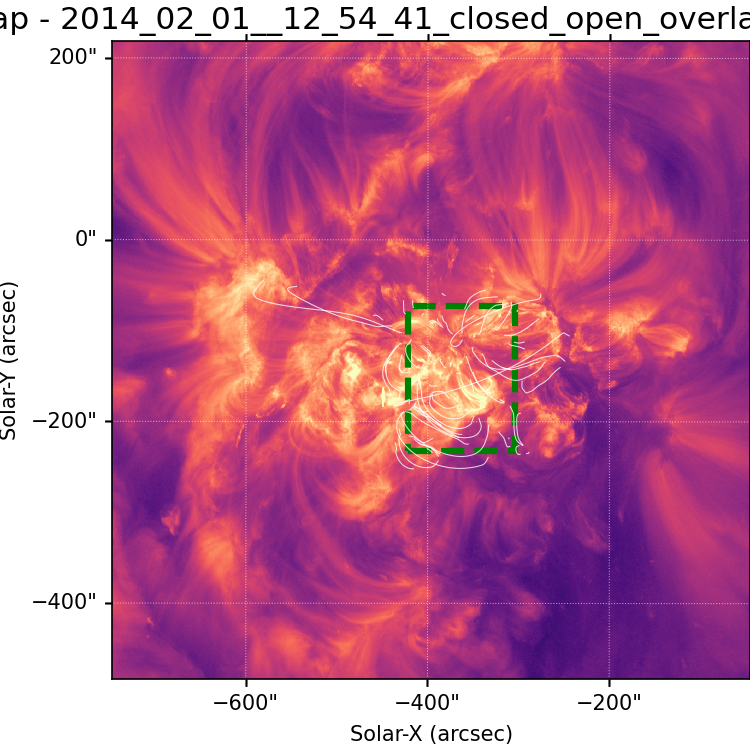 ap - 2014_02_01__12_54_41_closed_open_overla
200"
0"
−200"
−400"
−600"
−400"
−200"
Solar-X (arcsec)
Solar-Y (arcsec)